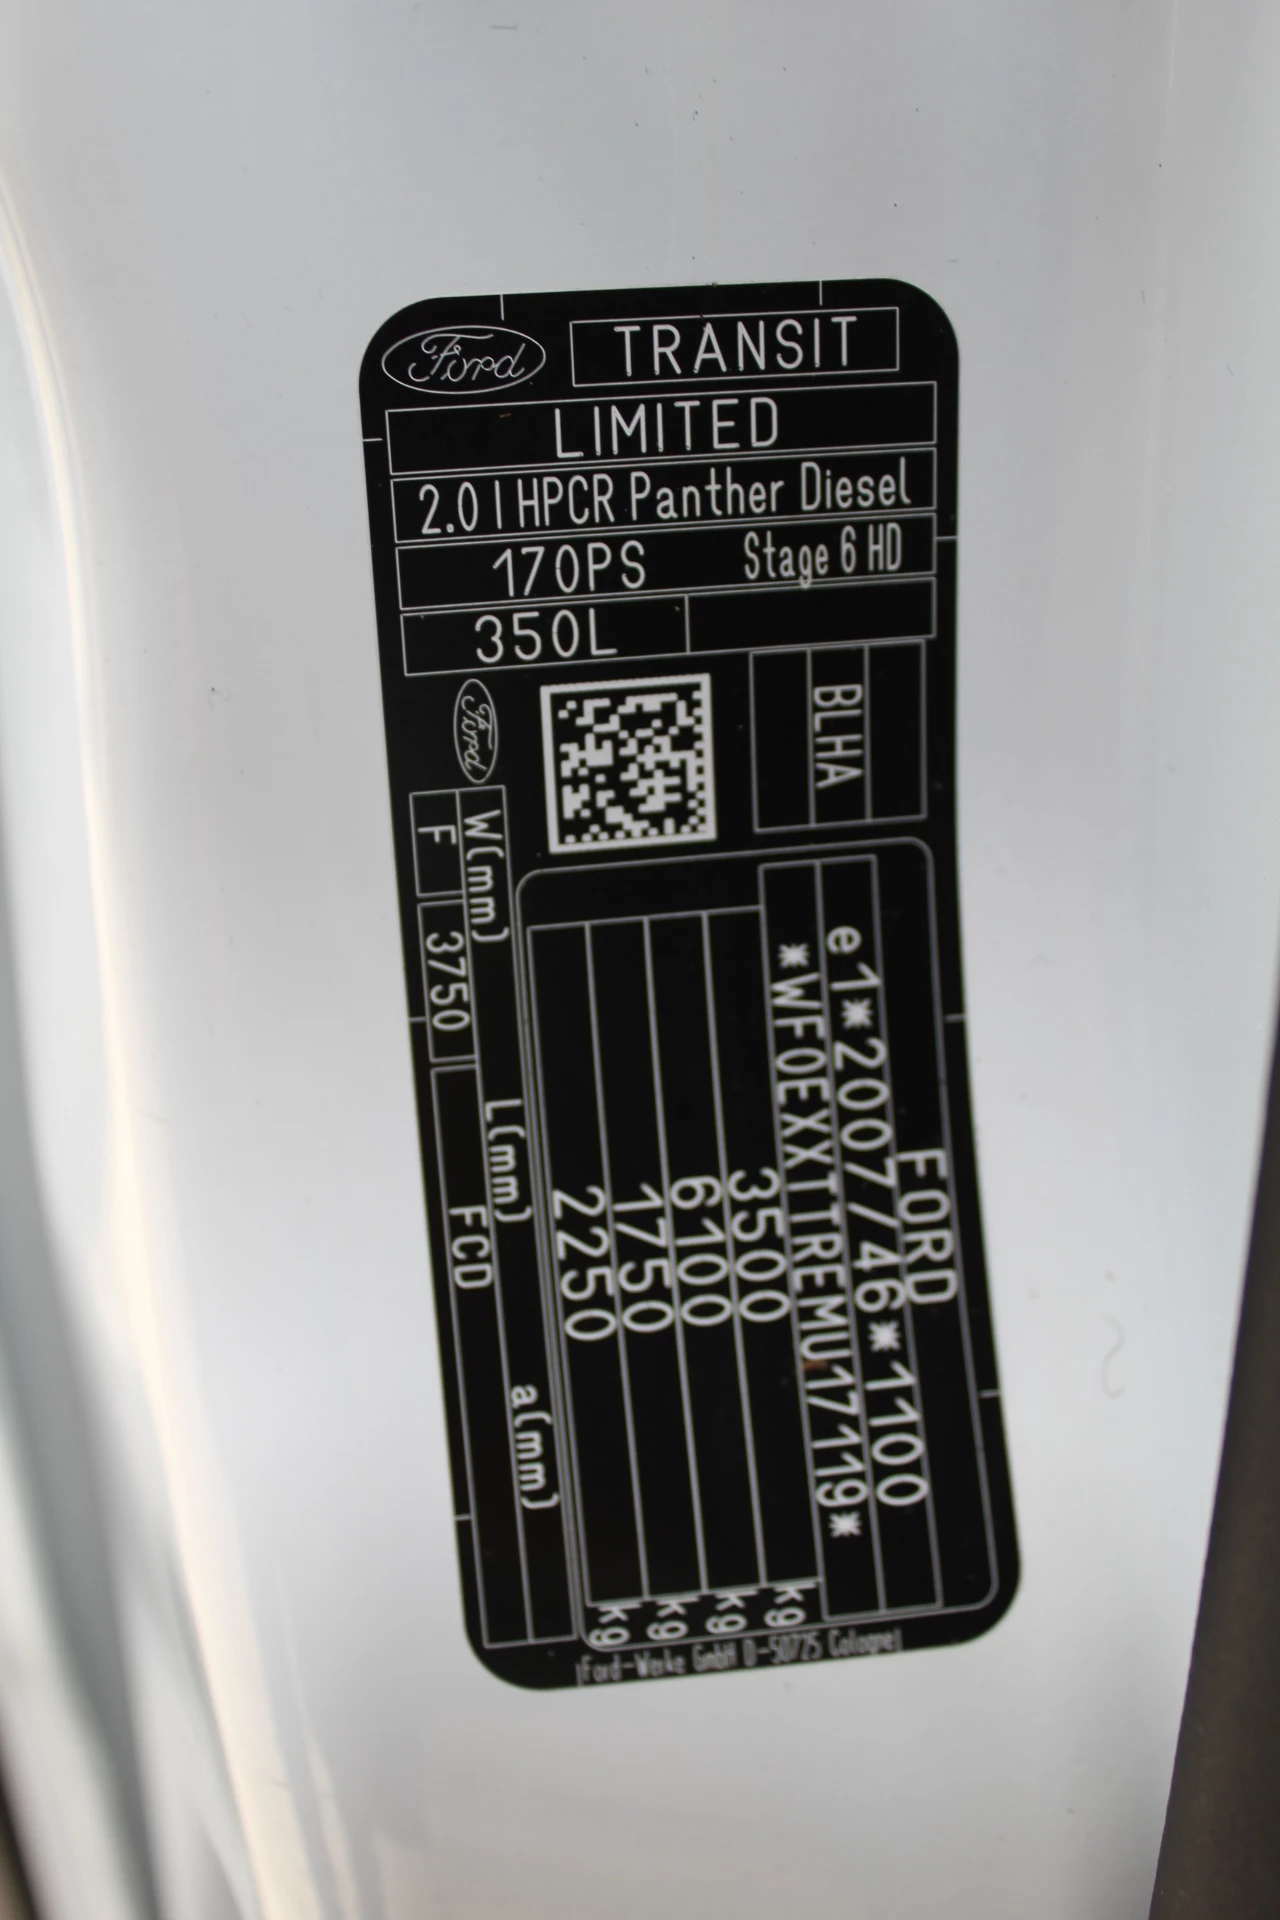 Ford TRANSIT
LIMITED
2.0 l HPCR Panther Diesel
170PS Stage 6 HD
350L
BLHA
Ford
FORD
e1*2007/46*1100
*WF0EXXTTREMU17119*
3500 kg
6100 kg
1750 kg
2250 kg
W(mm) L(mm) a(mm)
F 3750 FCD
Ford-Werke GmbH D-50725 Cologne